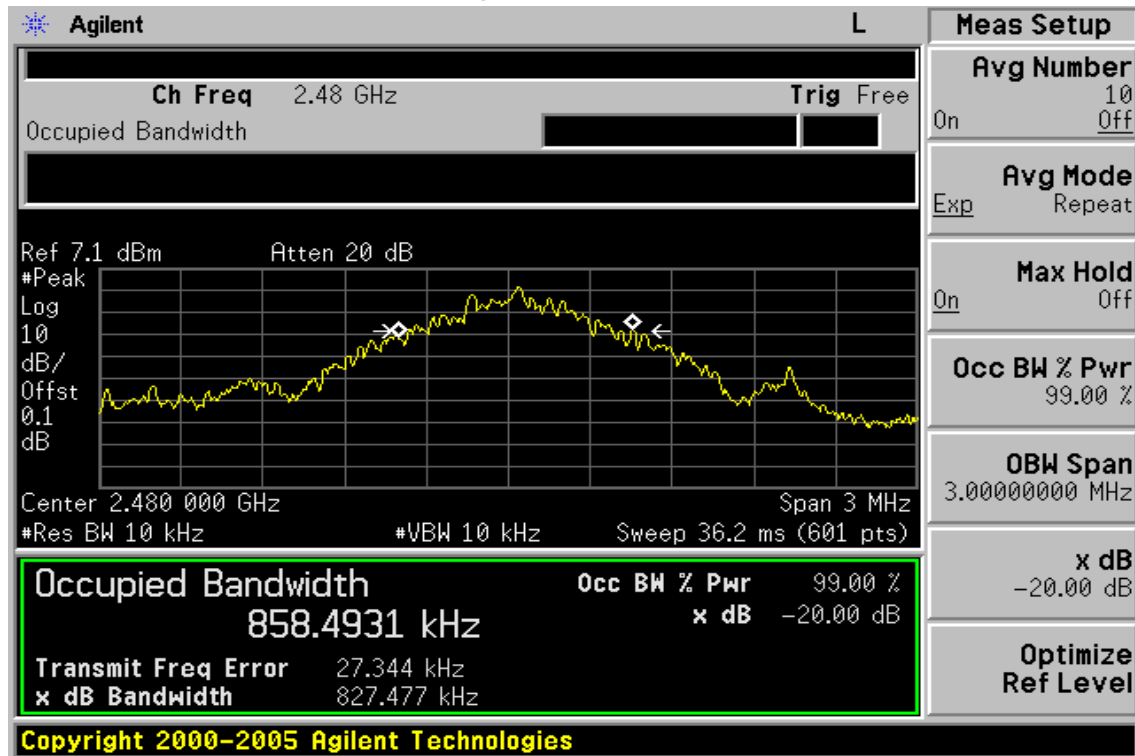 Agilent L
Ch Freq 2.48 GHz Trig Free
Occupied Bandwidth
Ref 7.1 dBm Atten 20 dB
#Peak
Log
10
dB/
Offst
0.1
dB
Center 2.480 000 GHz Span 3 MHz
#Res BW 10 kHz #VBW 10 kHz Sweep 36.2 ms (601 pts)
Occupied Bandwidth Occ BW % Pwr 99.00 %
858.4931 kHz x dB -20.00 dB
Transmit Freq Error 27.344 kHz
x dB Bandwidth 827.477 kHz
Copyright 2000-2005 Agilent Technologies
Meas Setup
Avg Number
10
On Off
Avg Mode
Exp Repeat
Max Hold
On Off
Occ BW % Pwr
99.00 %
OBW Span
3.00000000 MHz
x dB
-20.00 dB
Optimize
Ref Level